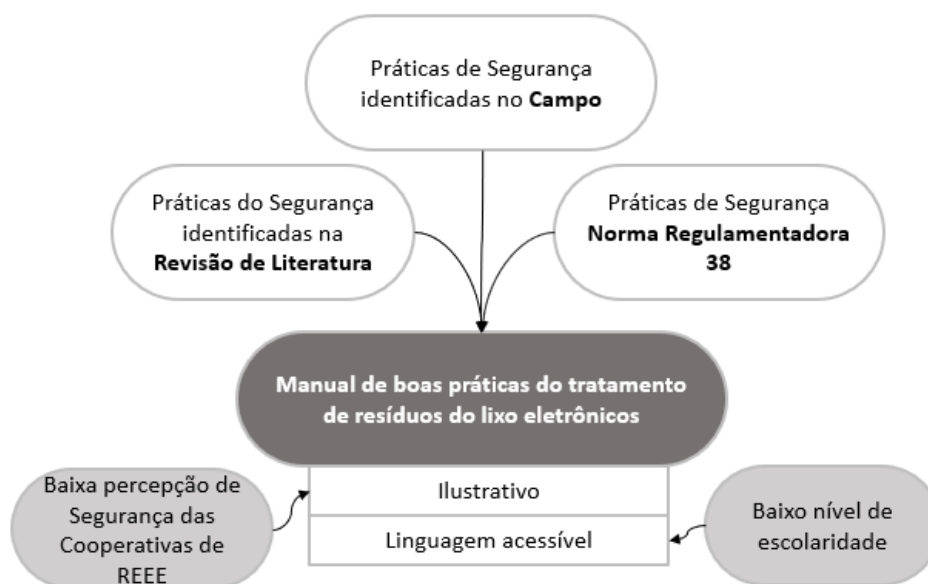 Práticas de Segurança
identificadas no Campo
Práticas do Segurança
identificadas na
Revisão de Literatura
Práticas de Segurança
Norma Regulamentadora
38
Manual de boas práticas do tratamento
de resíduos do lixo eletrônicos
Baixa percepção de
Segurança das
Cooperativas de
REEE
Ilustrativo
Linguagem acessível
Baixo nível de
escolaridade